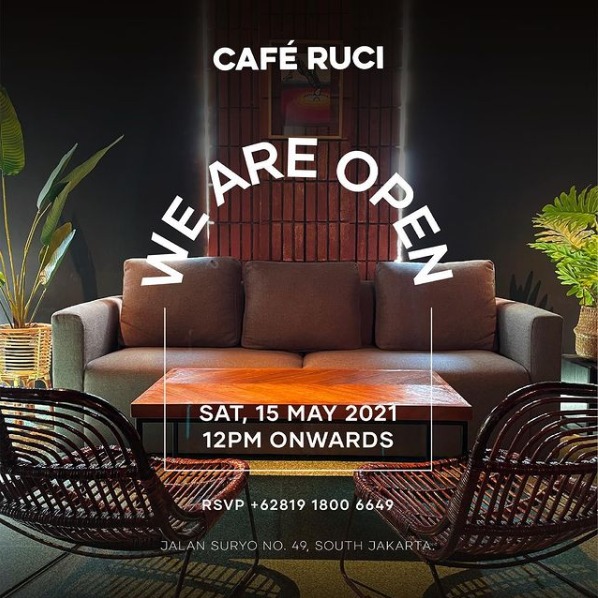 CAFÉ RUCI
WE ARE OPEN
SAT, 15 MAY 2021
12PM ONWARDS
RSVP +62819 1800 6649
JALAN SURYO NO. 49, SOUTH JAKARTA.